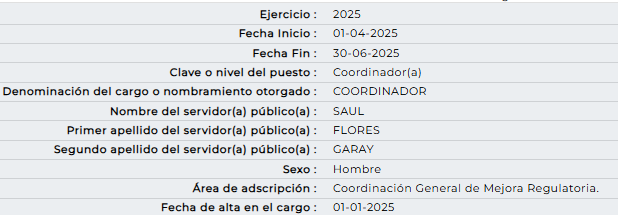 Ejercicio : 2025
Fecha Inicio : 01-04-2025
Fecha Fin : 30-06-2025
Clave o nivel del puesto : Coordinador(a)
Denominación del cargo o nombramiento otorgado : COORDINADOR
Nombre del servidor(a) público(a) : SAUL
Primer apellido del servidor(a) público(a) : FLORES
Segundo apellido del servidor(a) público(a) : GARAY
Sexo : Hombre
Área de adscripción : Coordinación General de Mejora Regulatoria.
Fecha de alta en el cargo : 01-01-2025